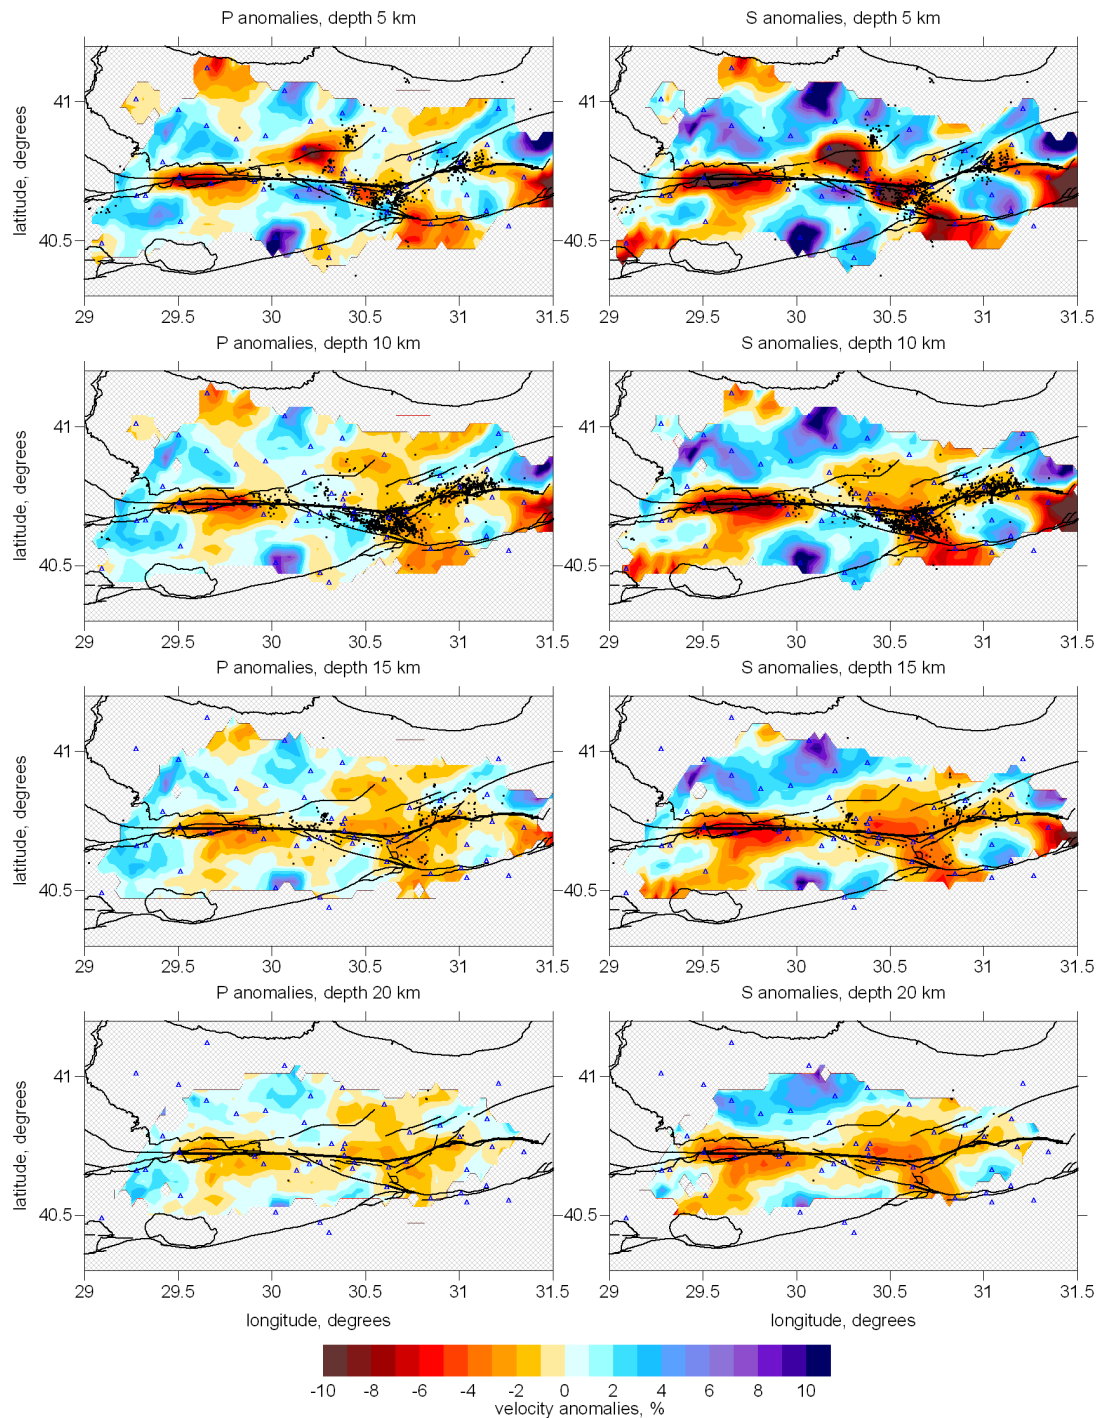 P anomalies, depth 5 km
S anomalies, depth 5 km
latitude, degrees
41
40.5
41
40.5
29 29.5 30 30.5 31 31.5
29 29.5 30 30.5 31 31.5
P anomalies, depth 10 km
S anomalies, depth 10 km
latitude, degrees
41
40.5
41
40.5
29 29.5 30 30.5 31 31.5
29 29.5 30 30.5 31 31.5
P anomalies, depth 15 km
S anomalies, depth 15 km
latitude, degrees
41
40.5
41
40.5
29 29.5 30 30.5 31 31.5
29 29.5 30 30.5 31 31.5
P anomalies, depth 20 km
S anomalies, depth 20 km
latitude, degrees
41
40.5
41
40.5
29 29.5 30 30.5 31 31.5
29 29.5 30 30.5 31 31.5
longitude, degrees
longitude, degrees
-10 -8 -6 -4 -2 0 2 4 6 8 10
velocity anomalies, %